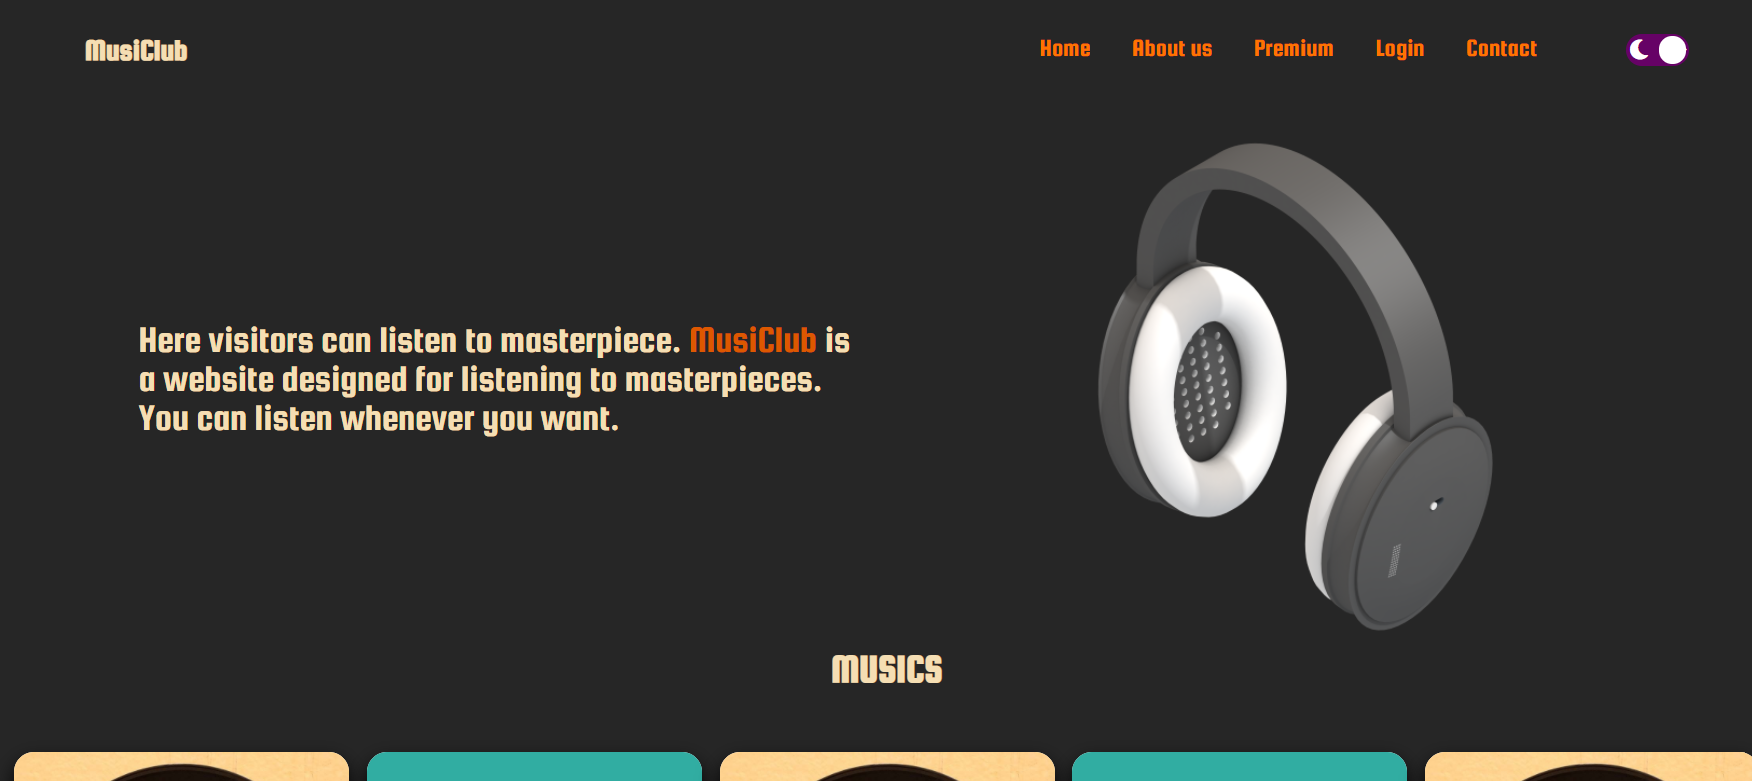 MusiClub
Home About us Premium Login Contact
Here visitors can listen to masterpiece. MusiClub is
a website designed for listening to masterpieces.
You can listen whenever you want.
MUSICS